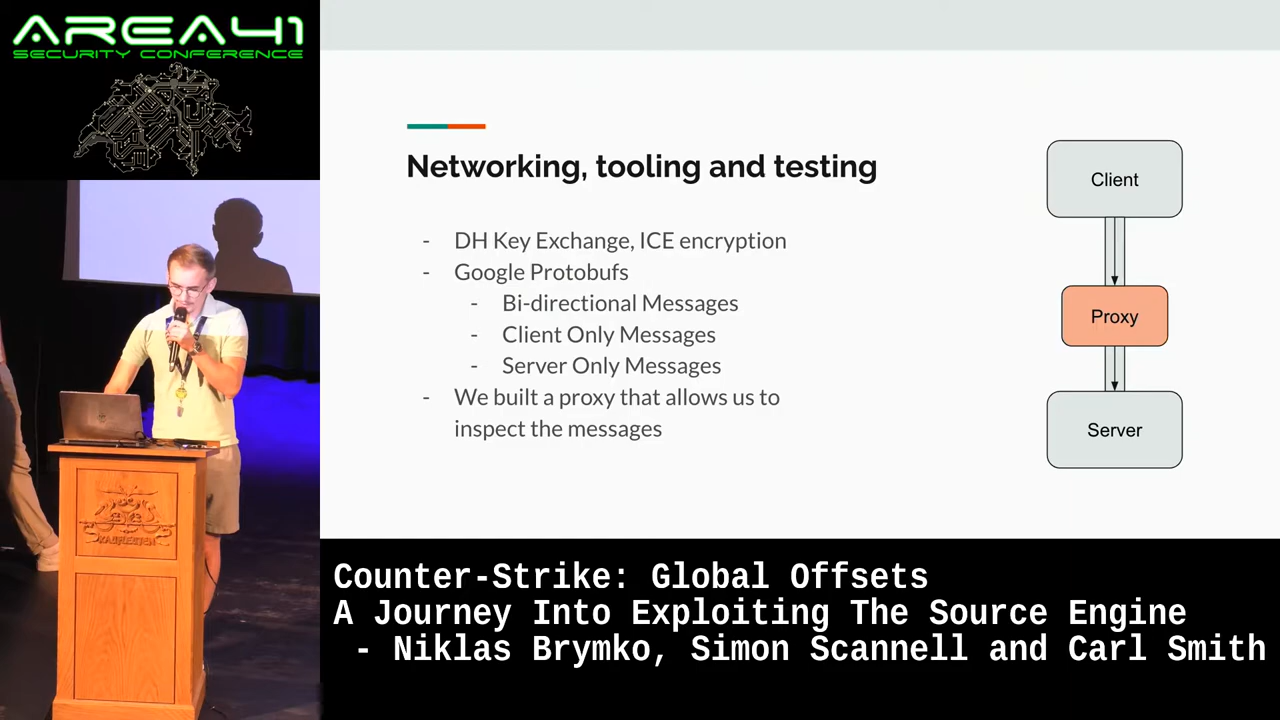 AREA41
SECURITY CONFERENCE
Networking, tooling and testing
- DH Key Exchange, ICE encryption
- Google Protobufs
- Bi-directional Messages
- Client Only Messages
- Server Only Messages
- We built a proxy that allows us to
inspect the messages
Client
Proxy
Server
KAUFLEUTEN
Counter-Strike: Global Offsets
A Journey Into Exploiting The Source Engine
- Niklas Brymko, Simon Scannell and Carl Smith